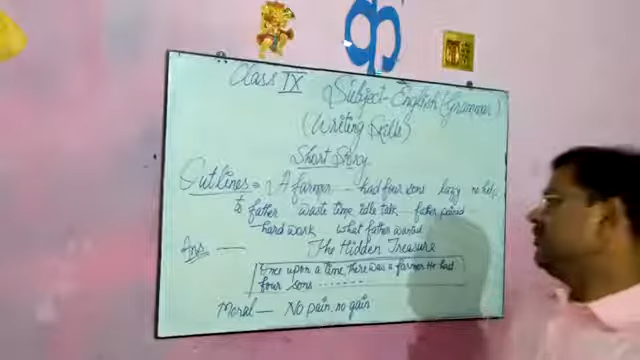 क
Class IX
Subject-English (Grammar)
(Writing Skills)
Short Story
Outlines = A farmer ... had four sons lazy no help
to father waste time idle talk ... father
hard work what father wanted
Ans — The Hidden Treasure
Once upon a time, there was a farmer. He had
four sons ........
Moral — No pain, no gain